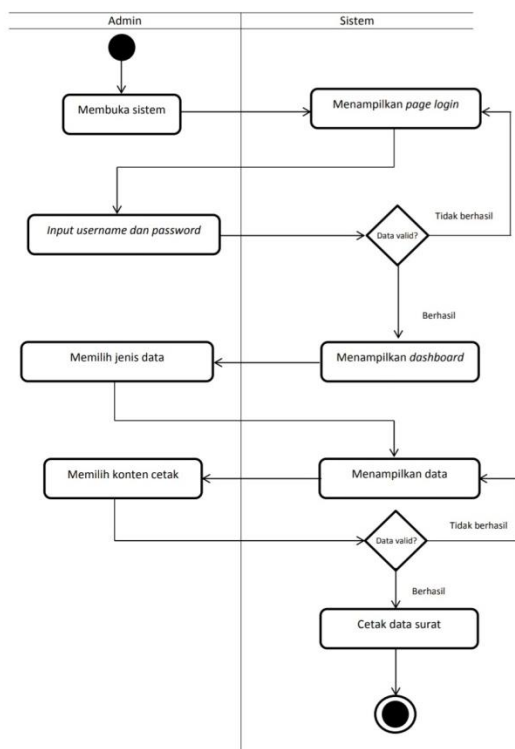 Admin
Sistem
Membuka sistem
Menampilkan page login
Input username dan password
Data valid?
Tidak berhasil
Berhasil
Memilih jenis data
Menampilkan dashboard
Memilih konten cetak
Menampilkan data
Data valid?
Tidak berhasil
Berhasil
Cetak data surat